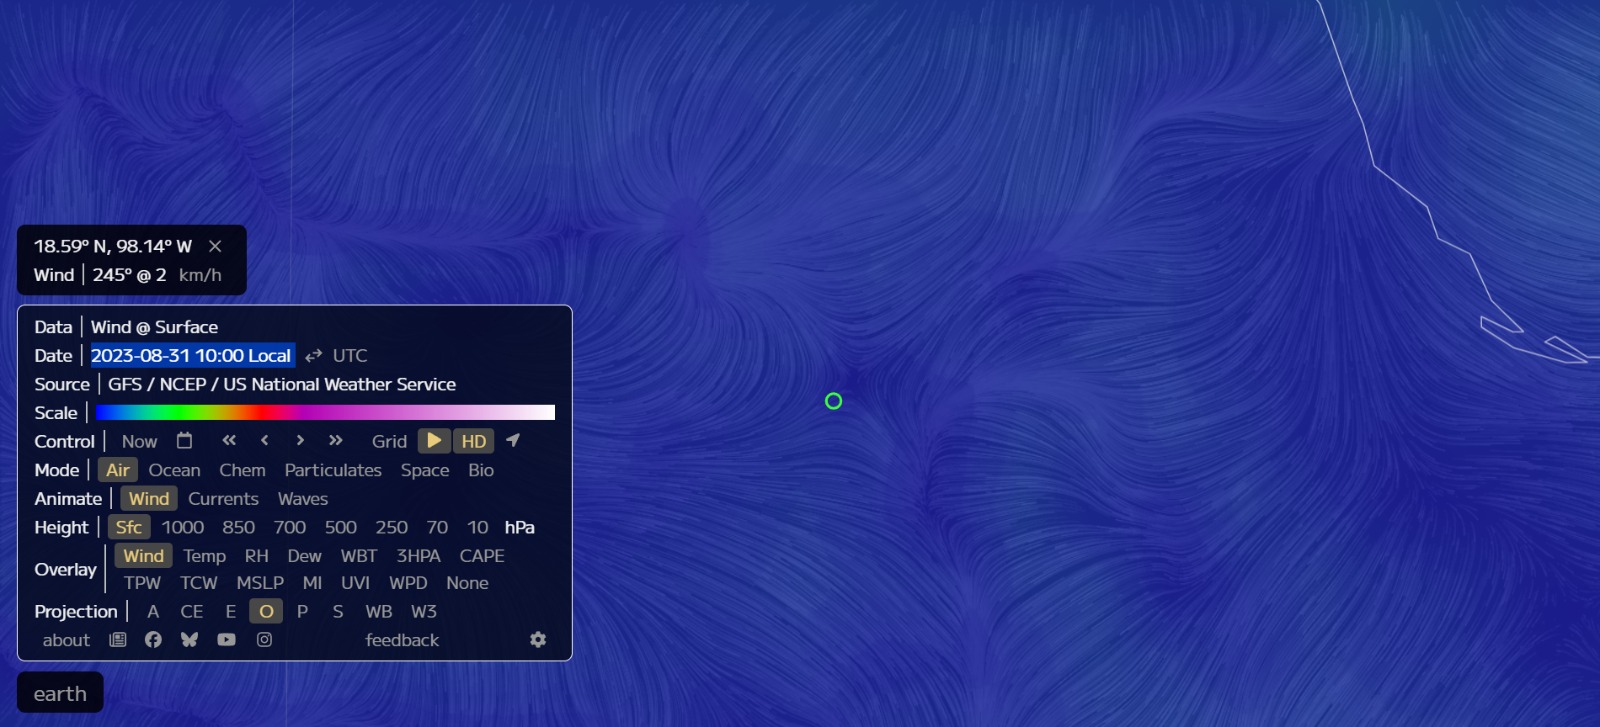 18.59° N, 98.14° W ×
Wind | 245° @ 2 km/h
Data | Wind @ Surface
Date | 2023-08-31 10:00 Local ⇄ UTC
Source | GFS / NCEP / US National Weather Service
Scale |
Control | Now « ‹ › » Grid HD
Mode | Air Ocean Chem Particulates Space Bio
Animate | Wind Currents Waves
Height | Sfc 1000 850 700 500 250 70 10 hPa
Overlay | Wind Temp RH Dew WBT 3HPA CAPE
TPW TCW MSLP MI UVI WPD None
Projection | A CE E O P S WB W3
about feedback
earth